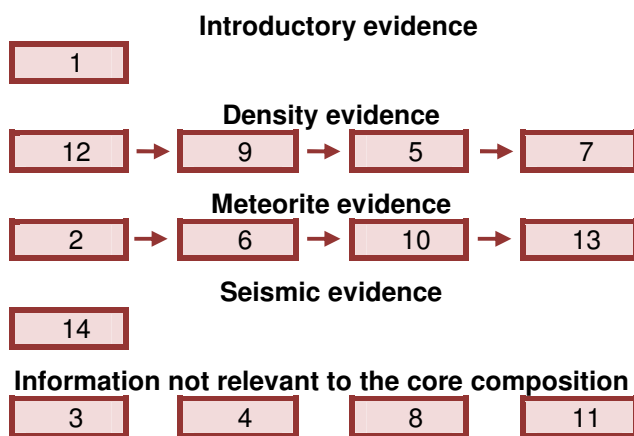 Introductory evidence
1
Density evidence
12 9 5 7
Meteorite evidence
2 6 10 13
Seismic evidence
14
Information not relevant to the core composition
3 4 8 11